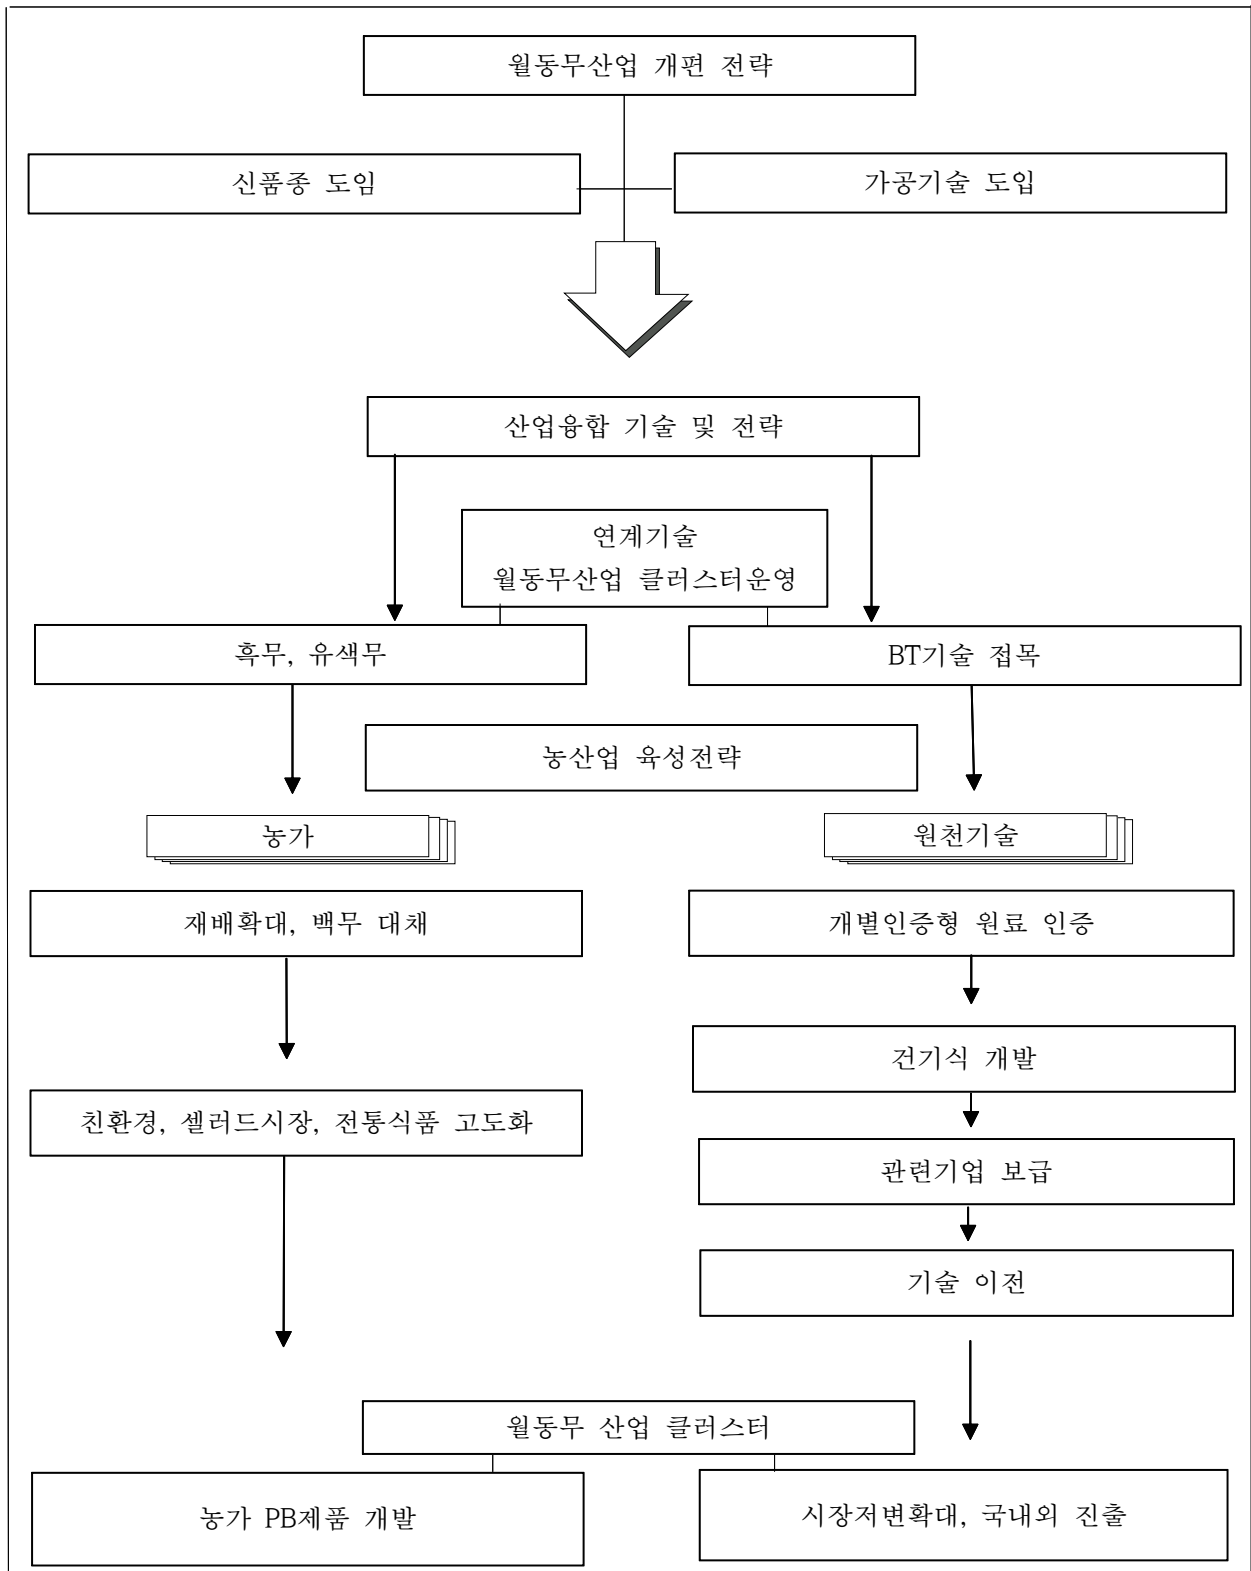 월동무산업 개편 전략
신품종 도임
가공기술 도입
산업융합 기술 및 전략
연계기술
월동무산업 클러스터운영
흑무, 유색무
BT기술 접목
농산업 육성전략
농가
원천기술
재배확대, 백무 대채
개별인증형 원료 인증
건기식 개발
친환경, 셀러드시장, 전통식품 고도화
관련기업 보급
기술 이전
월동무 산업 클러스터
농가 PB제품 개발
시장저변확대, 국내외 진출